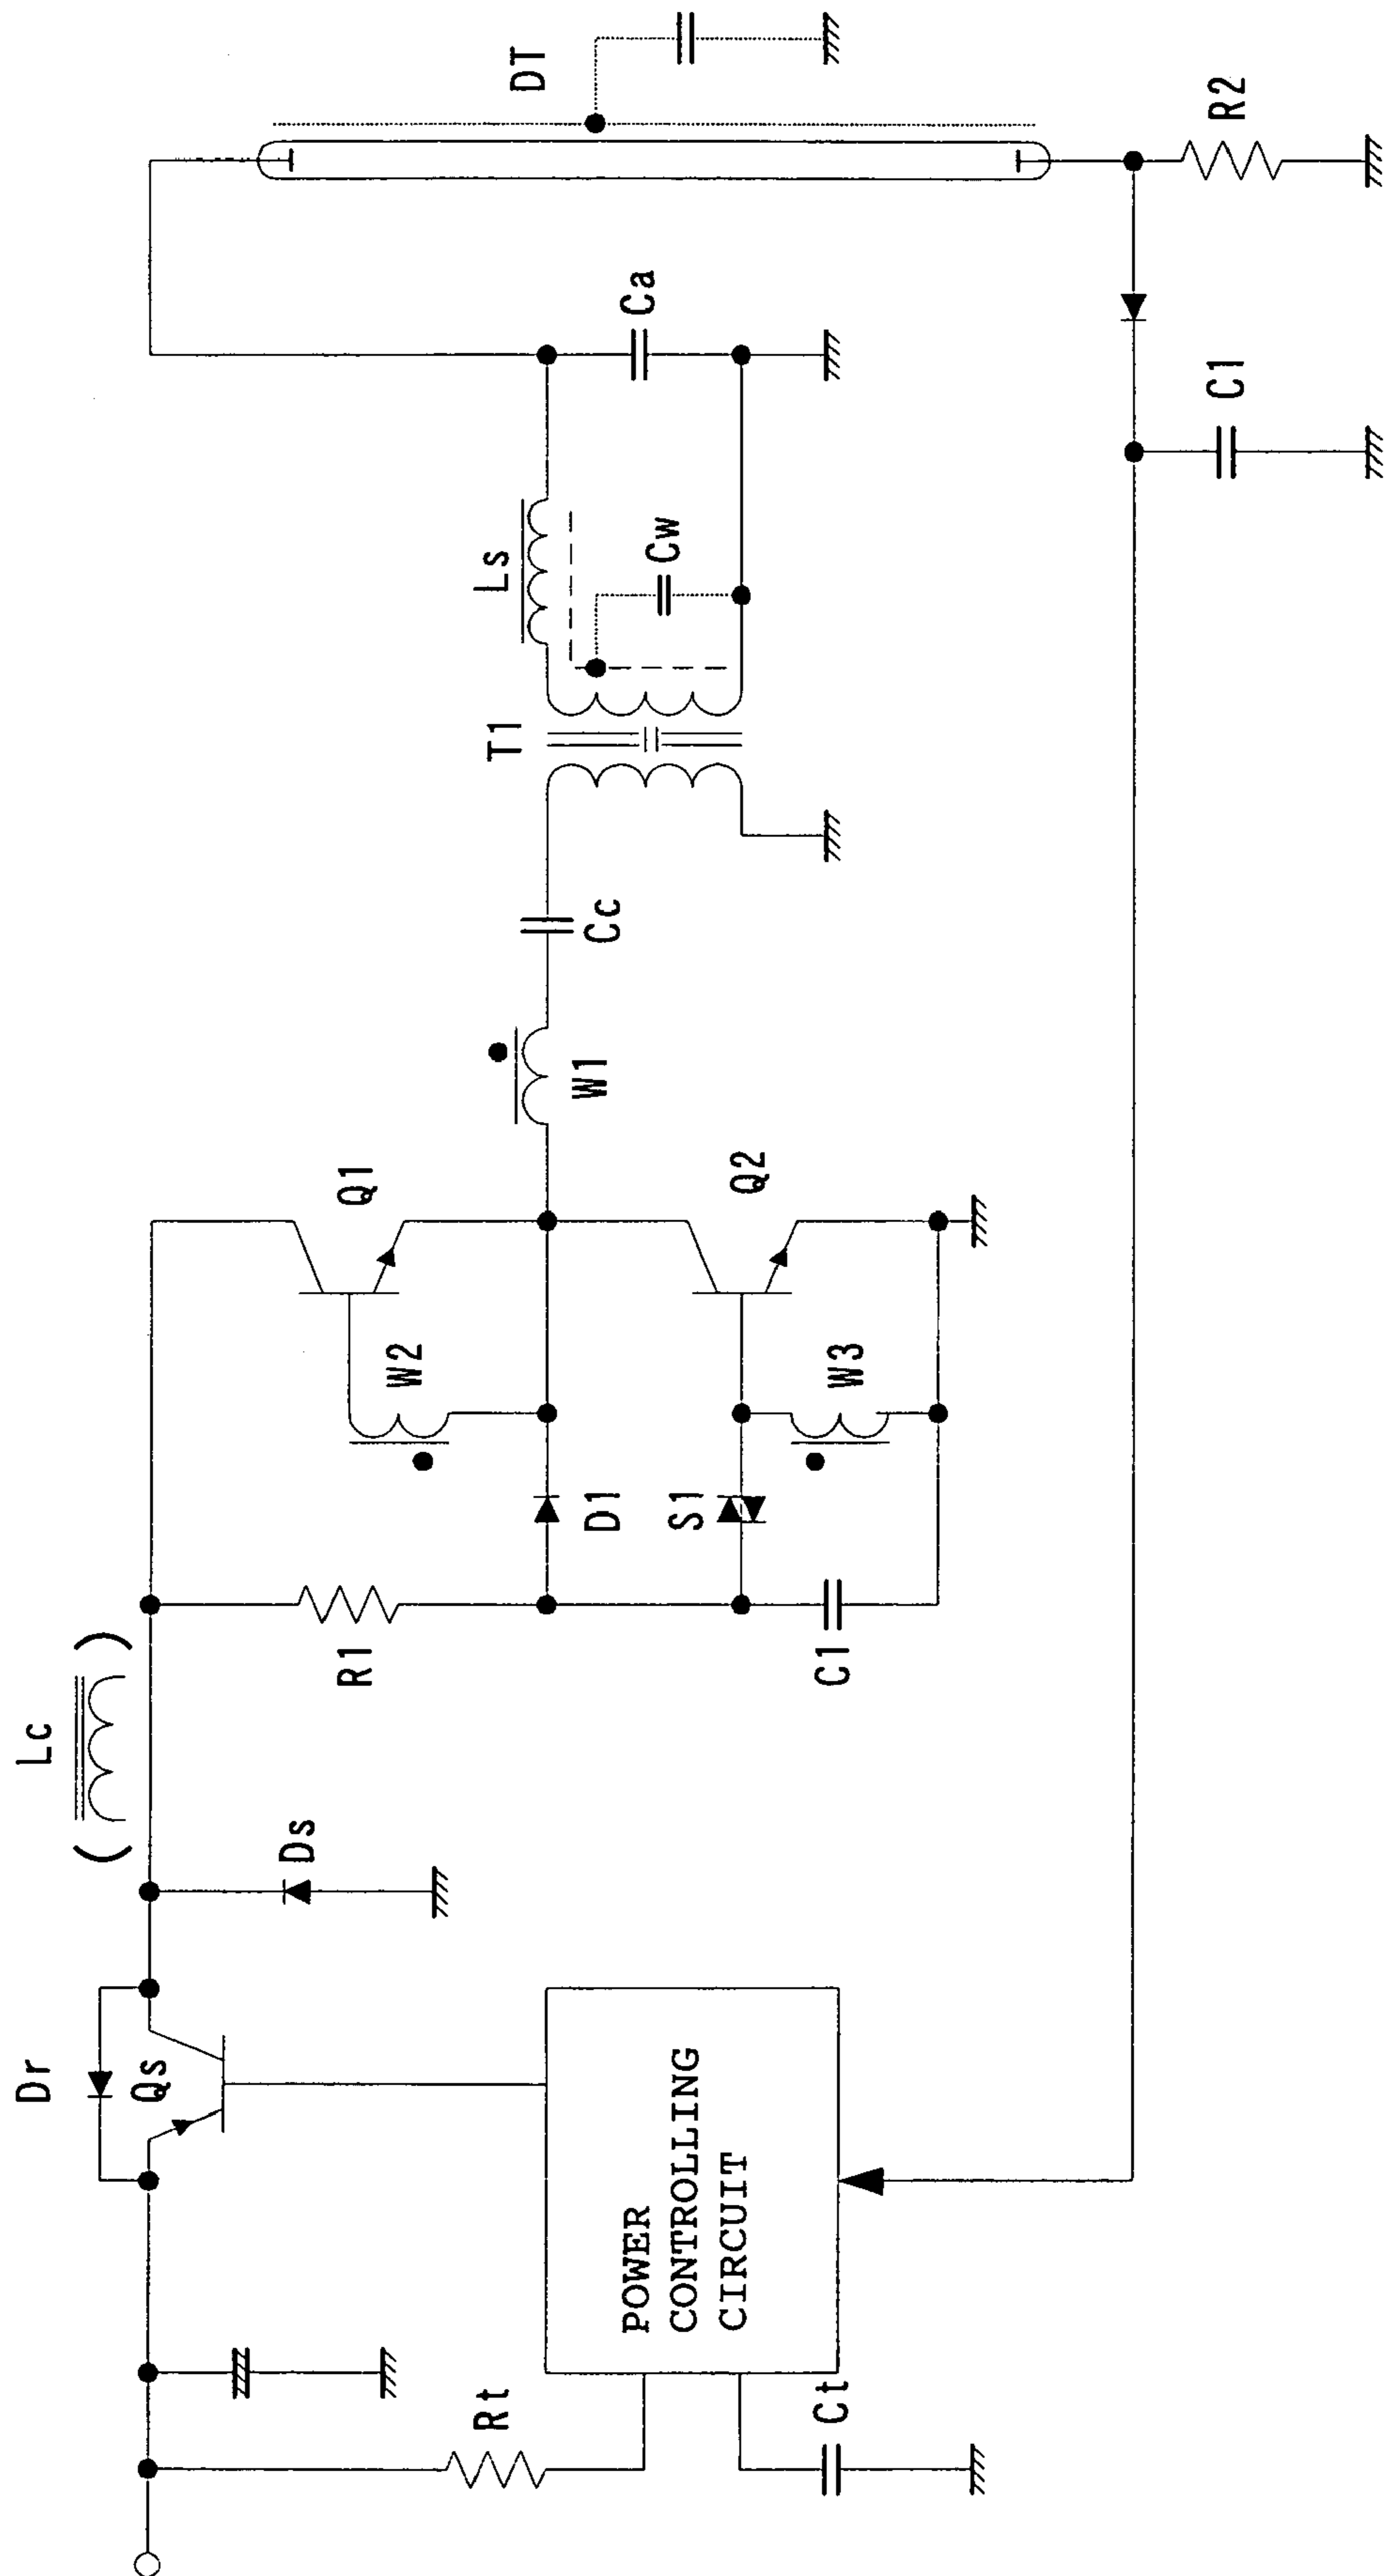 DT
R2
Ca
C1
Ls
Cw
T1
Cc
W1
Q1
Q2
W2
W3
D1
S1
R1
C1
( Lc )
Ds
Dr
Qs
POWER
CONTROLLING
CIRCUIT
Rt
Ct